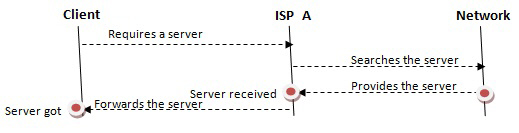 Client
ISP A
Network
Requires a server
Searches the server
Provides the server
Server received
Forwards the server
Server got